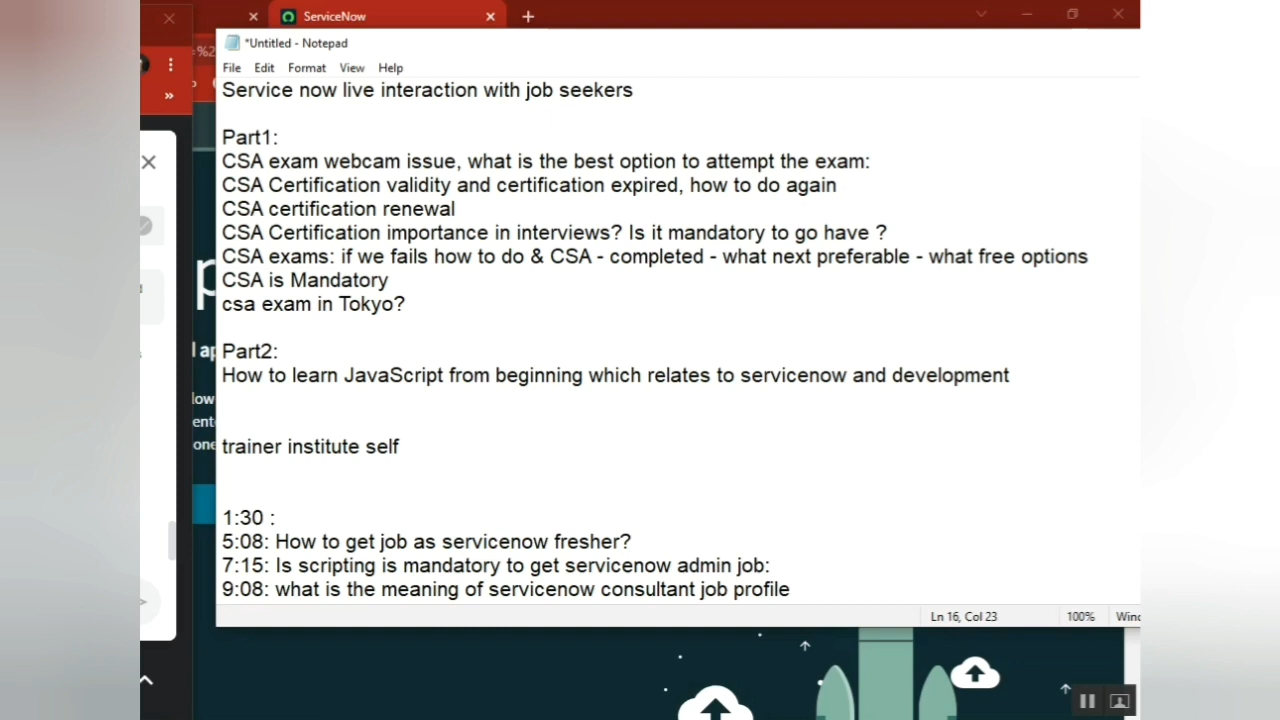 ServiceNow
*Untitled - Notepad
File Edit Format View Help
Service now live interaction with job seekers
Part1:
CSA exam webcam issue, what is the best option to attempt the exam:
CSA Certification validity and certification expired, how to do again
CSA certification renewal
CSA Certification importance in interviews? Is it mandatory to go have ?
CSA exams: if we fails how to do & CSA - completed - what next preferable - what free options
CSA is Mandatory
csa exam in Tokyo?
Part2:
How to learn JavaScript from beginning which relates to servicenow and development
trainer institute self
1:30 :
5:08: How to get job as servicenow fresher?
7:15: Is scripting is mandatory to get servicenow admin job:
9:08: what is the meaning of servicenow consultant job profile
Ln 16, Col 23 100% Winc